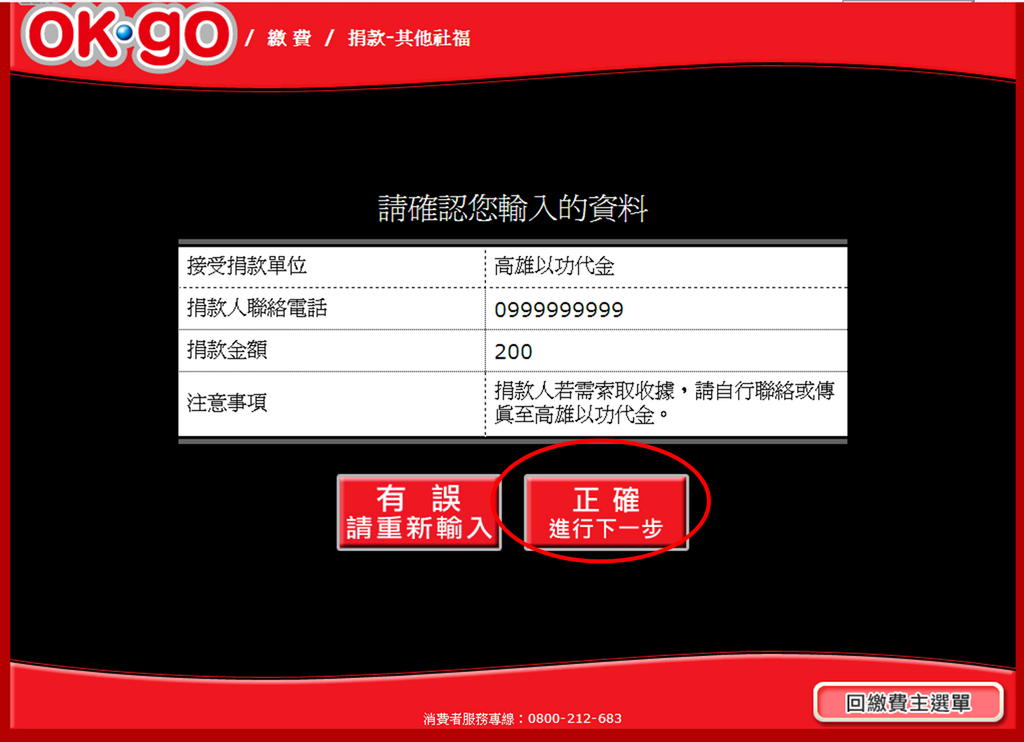 OK·go / 繳費 / 捐款-其他社福
請確認您輸入的資料
接受捐款單位 高雄以功代金
捐款人聯絡電話 0999999999
捐款金額 200
注意事項 捐款人若需索取收據，請自行聯絡或傳
真至高雄以功代金。
有 誤
請重新輸入
正 確
進行下一步
回繳費主選單
消費者服務專線：0800-212-683